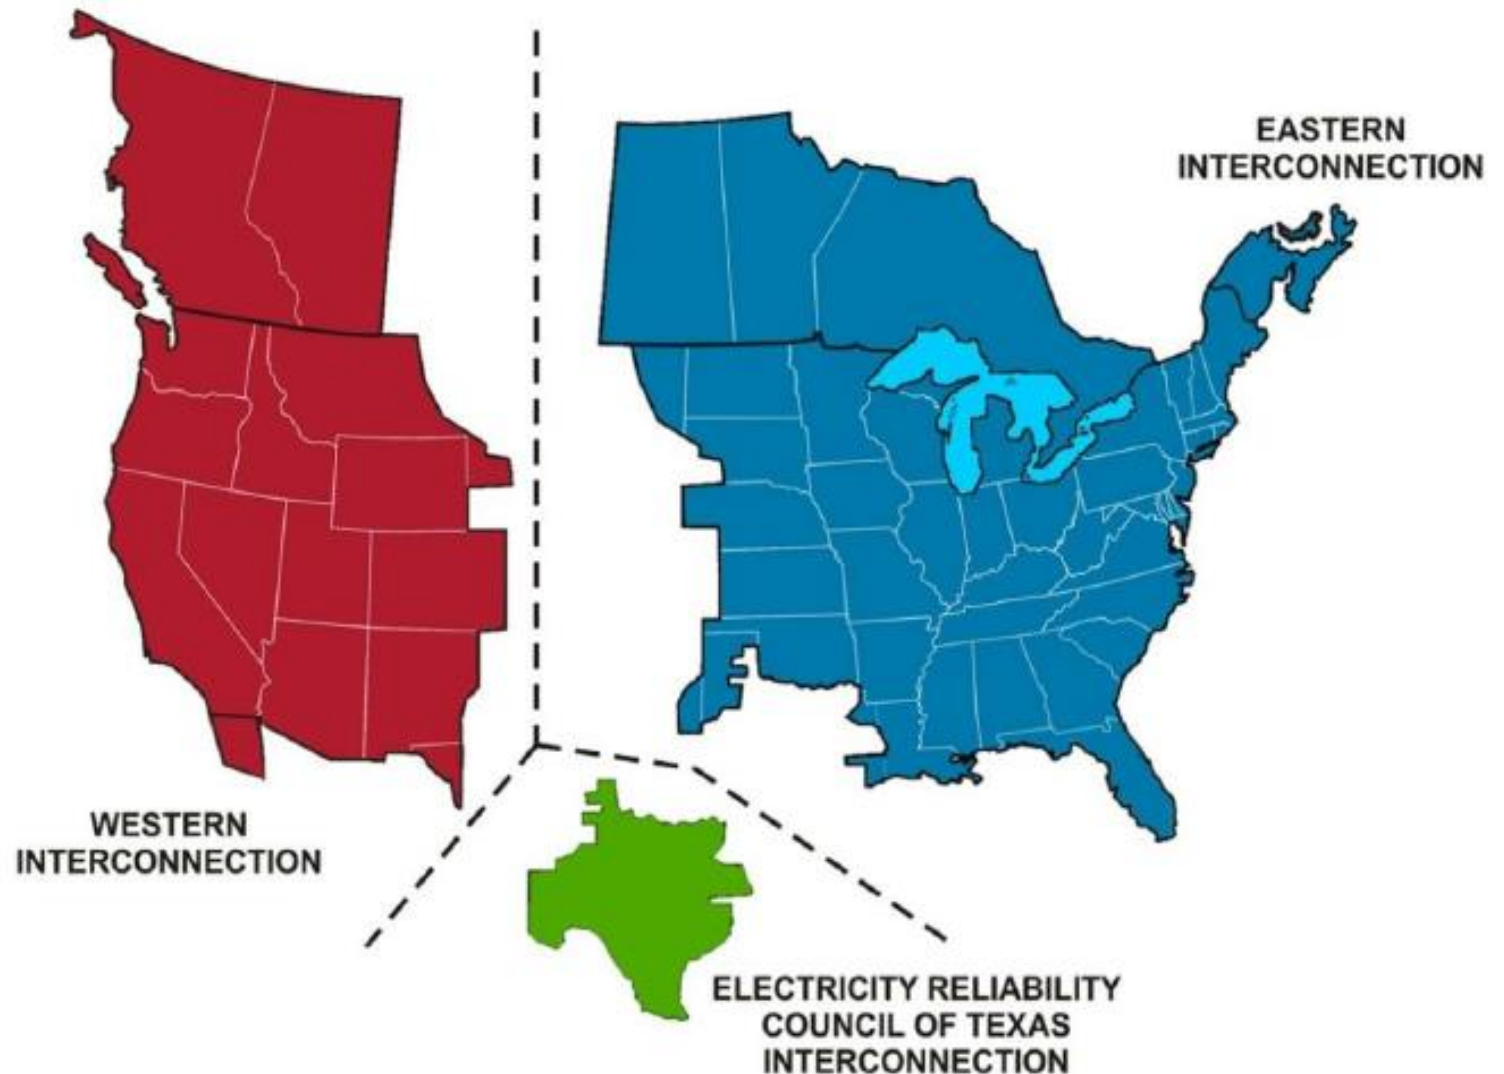 EASTERN
INTERCONNECTION
WESTERN
INTERCONNECTION
ELECTRICITY RELIABILITY
COUNCIL OF TEXAS
INTERCONNECTION